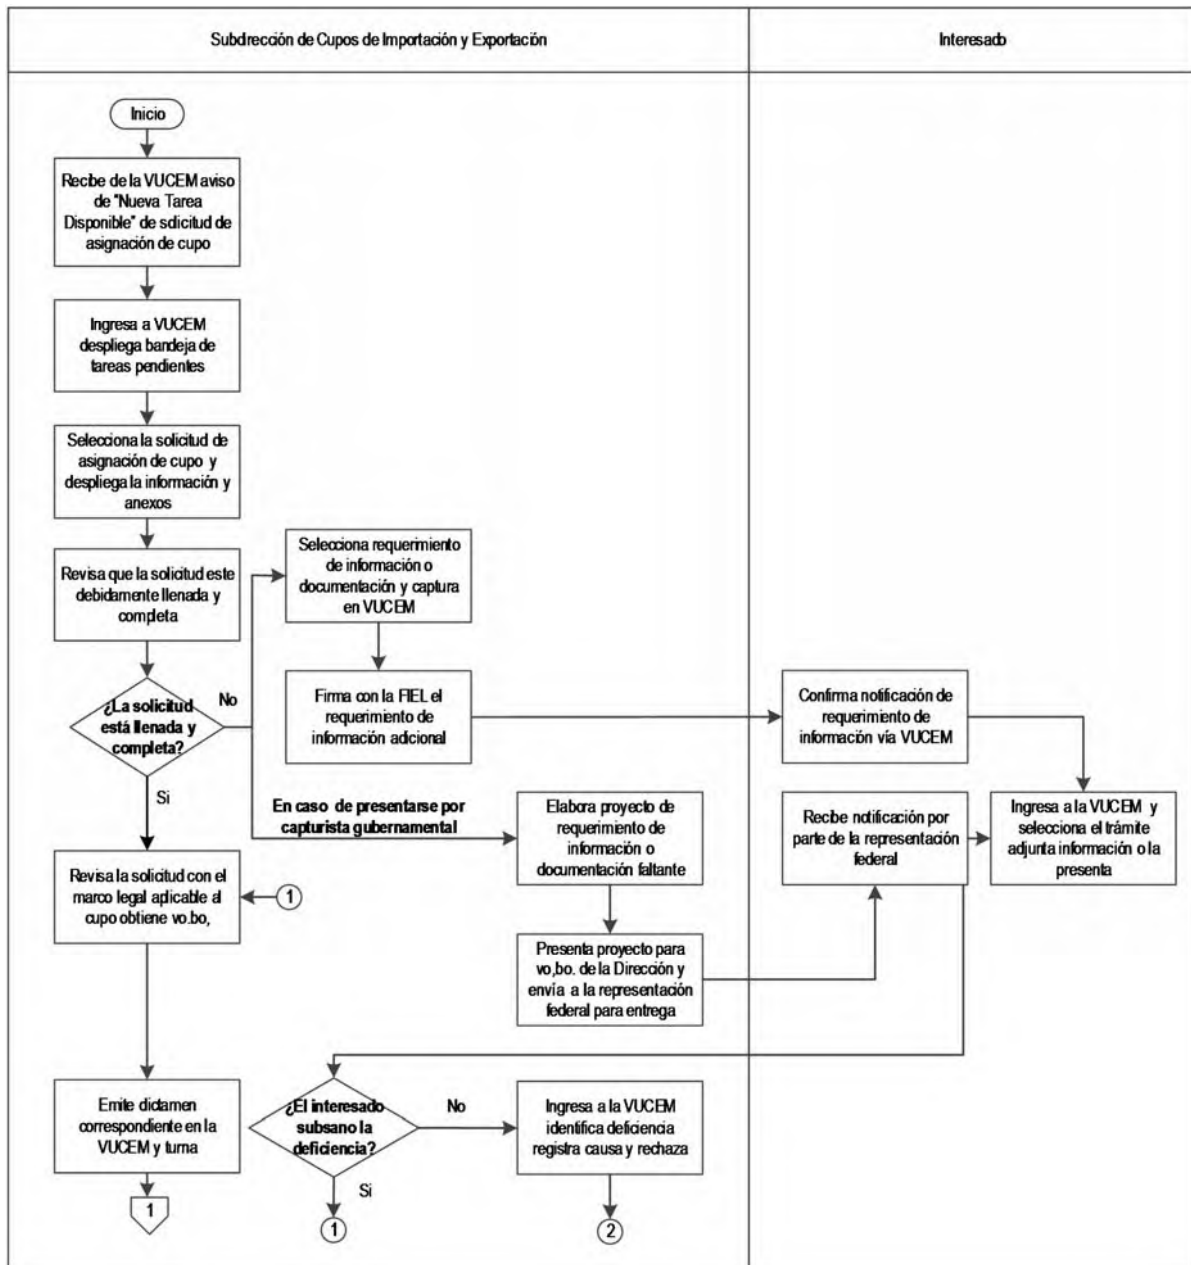 Subdirección de Cupos de Importación y Exportación
Interesado
Inicio
Recibe de la VUCEM aviso
de "Nueva Tarea
Disponible" de solicitud de
asignación de cupo
Ingresa a VUCEM
despliega bandeja de
tareas pendientes
Selecciona la solicitud de
asignación de cupo y
despliega la información y
anexos
Revisa que la solicitud este
debidamente llenada y
completa
¿La solicitud
está llenada y
completa?
No
Si
Selecciona requerimiento
de información o
documentación y captura
en VUCEM
Firma con la FIEL el
requerimiento de
información adicional
Confirma notificación de
requerimiento de
información vía VUCEM
En caso de presentarse por
capturista gubernamental
Elabora proyecto de
requerimiento de
información o
documentación faltante
Recibe notificación por
parte de la representación
federal
Ingresa a la VUCEM y
selecciona el trámite
adjunta información o la
presenta
Revisa la solicitud con el
marco legal aplicable al
cupo obtiene vo.bo,
1
Presenta proyecto para
vo,bo. de la Dirección y
envía a la representación
federal para entrega
Emite dictamen
correspondiente en la
VUCEM y turna
1
¿El interesado
subsano la
deficiencia?
No
Si
Ingresa a la VUCEM
identifica deficiencia
registra causa y rechaza
1
2